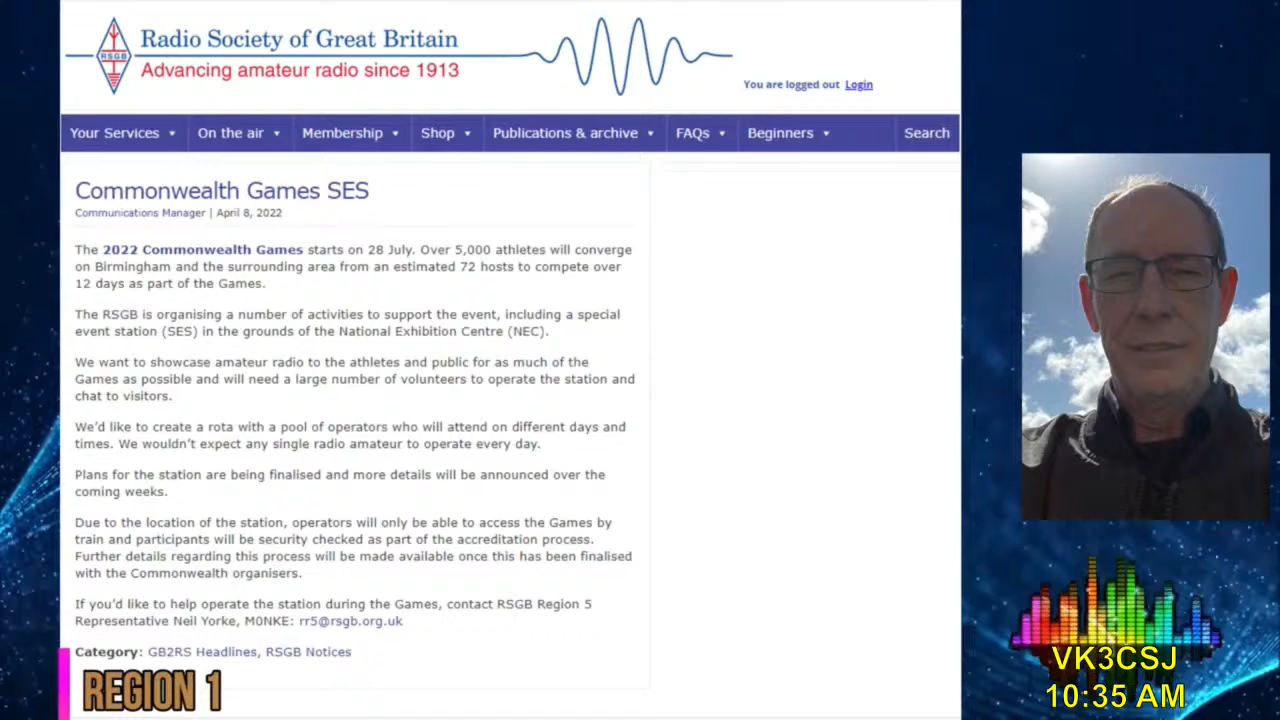 Radio Society of Great Britain
RSGB
Advancing amateur radio since 1913
You are logged out Login
Your Services On the air Membership Shop Publications & archive FAQs Beginners Search
Commonwealth Games SES
Communications Manager | April 8, 2022
The 2022 Commonwealth Games starts on 28 July. Over 5,000 athletes will converge
on Birmingham and the surrounding area from an estimated 72 hosts to compete over
12 days as part of the Games.
The RSGB is organising a number of activities to support the event, including a special
event station (SES) in the grounds of the National Exhibition Centre (NEC).
We want to showcase amateur radio to the athletes and public for as much of the
Games as possible and will need a large number of volunteers to operate the station and
chat to visitors.
We'd like to create a rota with a pool of operators who will attend on different days and
times. We wouldn't expect any single radio amateur to operate every day.
Plans for the station are being finalised and more details will be announced over the
coming weeks.
Due to the location of the station, operators will only be able to access the Games by
train and participants will be security checked as part of the accreditation process.
Further details regarding this process will be made available once this has been finalised
with the Commonwealth organisers.
If you'd like to help operate the station during the Games, contact RSGB Region 5
Representative Neil Yorke, M0NKE: rr5@rsgb.org.uk
Category: GB2RS Headlines, RSGB Notices
REGION 1
VK3CSJ
10:35 AM